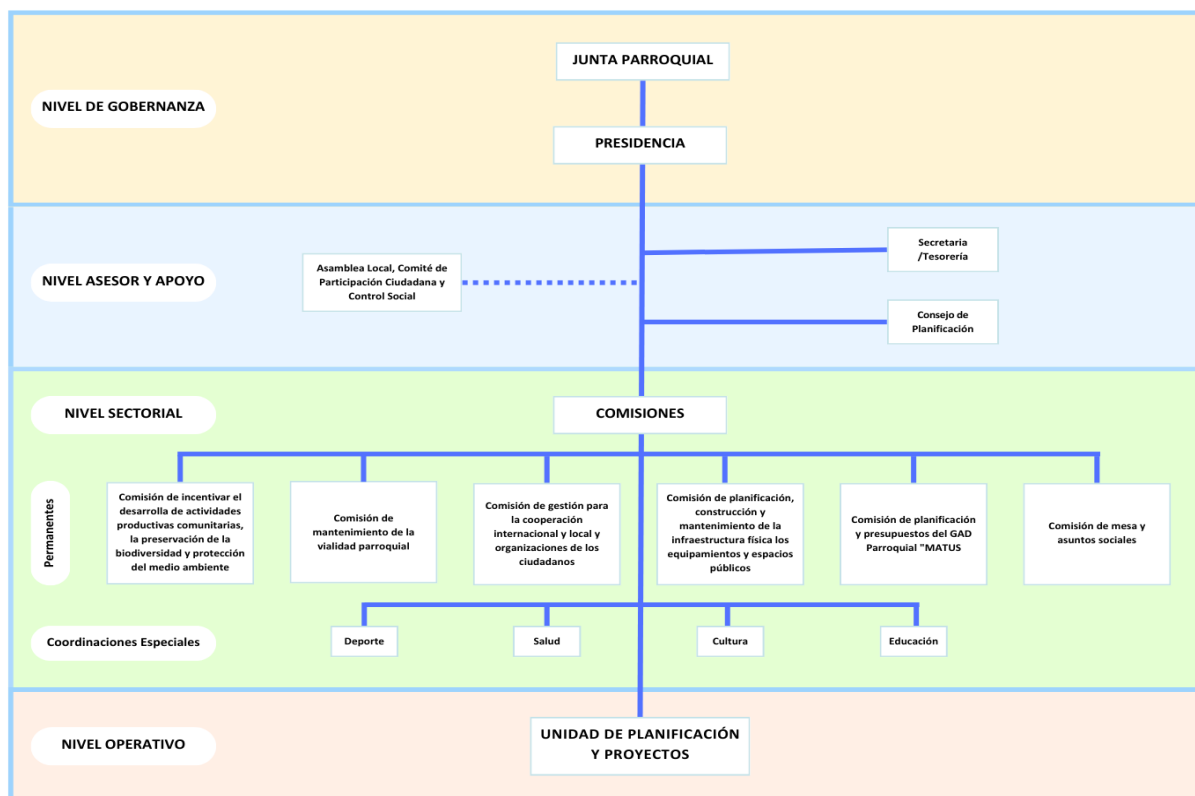 JUNTA PARROQUIAL
NIVEL DE GOBERNANZA
PRESIDENCIA
Secretaria
/Tesorería
NIVEL ASESOR Y APOYO
Asamblea Local, Comité de
Participación Ciudadana y
Control Social
Consejo de
Planificación
NIVEL SECTORIAL
COMISIONES
Permanentes
Comisión de incentivar el
desarrolla de actividades
productivas comunitarias,
la preservación de la
biodiversidad y protección
del medio ambiente
Comisión de
mantenimiento de la
vialidad parroquial
Comisión de gestión para
la cooperación
internacional y local y
organizaciones de los
ciudadanos
Comisión de planificación,
construcción y
mantenimiento de la
infraestructura física los
equipamientos y espacios
públicos
Comisión de planificación
y presupuestos del GAD
Parroquial "MATUS
Comisión de mesa y
asuntos sociales
Coordinaciones Especiales
Deporte
Salud
Cultura
Educación
NIVEL OPERATIVO
UNIDAD DE PLANIFICACIÓN
Y PROYECTOS